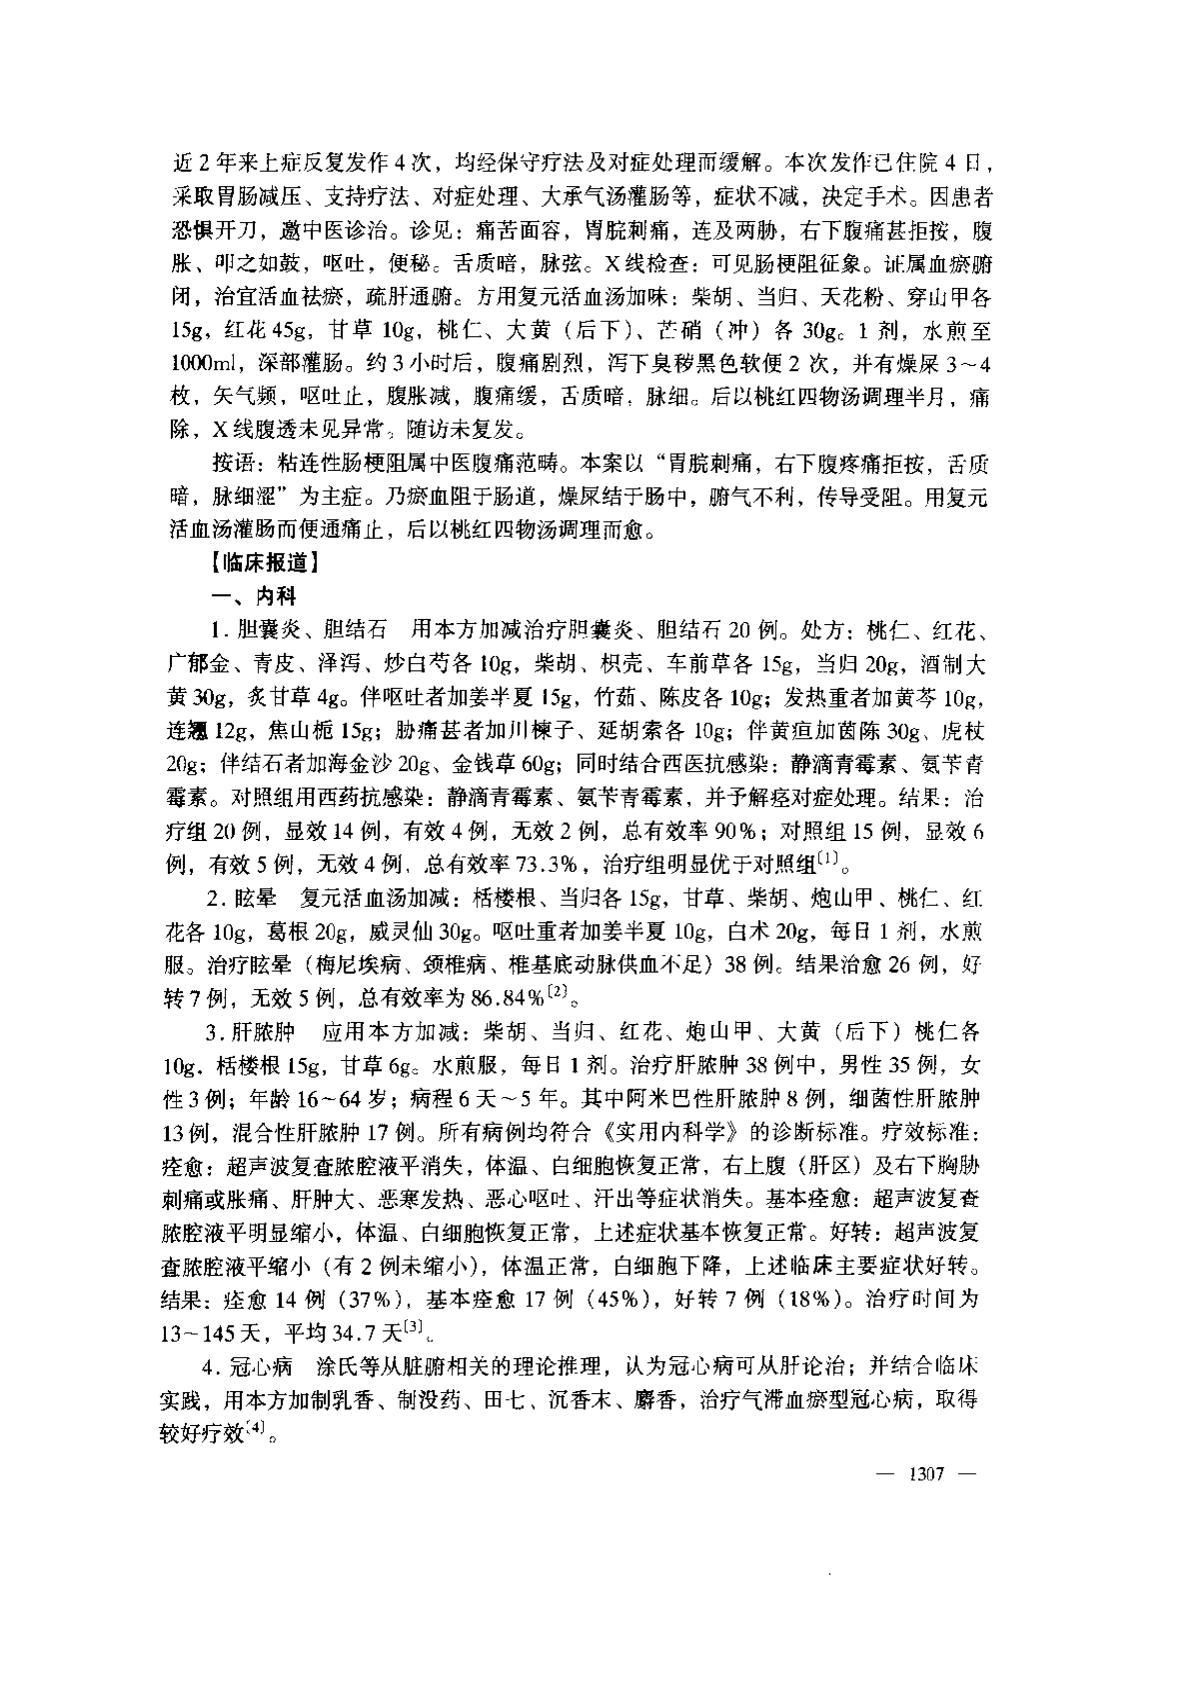 近2年来上症反复发作4次，均经保守疗法及对症处理而缓解。本次发作已住院4日，
采取胃肠减压、支持疗法、对症处理、大承气汤灌肠等，症状不减，决定手术。因患者
恐惧开刀，邀中医诊治。诊见：痛苦面容，胃脘刺痛，连及两胁，右下腹痛甚拒按，腹
胀、叩之如鼓，呕吐，便秘。舌质暗，脉弦。X线检查：可见肠梗阻征象。证属血瘀腑
闭，治宜活血祛瘀，疏肝通腑。方用复元活血汤加味：柴胡、当归、天花粉、穿山甲各
15g，红花45g，甘草10g，桃仁、大黄（后下）、芒硝（冲）各30g。1剂，水煎至
1000ml，深部灌肠。约3小时后，腹痛剧烈，泻下臭秽黑色软便2次，并有燥屎3～4
枚，矢气频，呕吐止，腹胀减，腹痛缓，舌质暗，脉细。后以桃红四物汤调理半月，痛
除，X线腹透未见异常，随访未复发。
按语：粘连性肠梗阻属中医腹痛范畴。本案以“胃脘刺痛，右下腹疼痛拒按，舌质
暗，脉细涩”为主症。乃瘀血阻于肠道，燥屎结于肠中，腑气不利，传导受阻。用复元
活血汤灌肠而便通痛止，后以桃红四物汤调理而愈。
【临床报道】
一、内科
1.胆囊炎、胆结石　用本方加减治疗胆囊炎、胆结石20例。处方：桃仁、红花、
广郁金、青皮、泽泻、炒白芍各10g，柴胡、枳壳、车前草各15g，当归20g，酒制大
黄30g，炙甘草4g。伴呕吐者加姜半夏15g，竹茹、陈皮各10g；发热重者加黄芩10g，
连翘12g，焦山栀15g；胁痛甚者加川楝子、延胡索各10g；伴黄疸加茵陈30g、虎杖
20g；伴结石者加海金沙20g、金钱草60g；同时结合西医抗感染：静滴青霉素、氨苄青
霉素。对照组用西药抗感染：静滴青霉素、氨苄青霉素，并予解痉对症处理。结果：治
疗组20例，显效14例，有效4例，无效2例，总有效率90%；对照组15例，显效6
例，有效5例，无效4例，总有效率73.3%，治疗组明显优于对照组〔1〕。
2.眩晕　复元活血汤加减：栝楼根、当归各15g，甘草、柴胡、炮山甲、桃仁、红
花各10g，葛根20g，威灵仙30g。呕吐重者加姜半夏10g，白术20g，每日1剂，水煎
服。治疗眩晕（梅尼埃病、颈椎病、椎基底动脉供血不足）38例。结果治愈26例，好
转7例，无效5例，总有效率为86.84%〔2〕。
3.肝脓肿　应用本方加减：柴胡、当归、红花、炮山甲、大黄（后下）桃仁各
10g，栝楼根15g，甘草6g。水煎服，每日1剂。治疗肝脓肿38例中，男性35例，女
性3例；年龄16～64岁；病程6天～5年。其中阿米巴性肝脓肿8例，细菌性肝脓肿
13例，混合性肝脓肿17例。所有病例均符合《实用内科学》的诊断标准。疗效标准：
痊愈：超声波复查脓腔液平消失，体温、白细胞恢复正常，右上腹（肝区）及右下胸胁
刺痛或胀痛、肝肿大、恶寒发热、恶心呕吐、汗出等症状消失。基本痊愈：超声波复查
脓腔液平明显缩小，体温、白细胞恢复正常，上述症状基本恢复正常。好转：超声波复
查脓腔液平缩小（有2例未缩小），体温正常，白细胞下降，上述临床主要症状好转。
结果：痊愈14例（37%），基本痊愈17例（45%），好转7例（18%）。治疗时间为
13～145天，平均34.7天〔3〕。
4.冠心病　涂氏等从脏腑相关的理论推理，认为冠心病可从肝论治；并结合临床
实践，用本方加制乳香、制没药、田七、沉香末、麝香，治疗气滞血瘀型冠心病，取得
较好疗效〔4〕。
— 1307 —